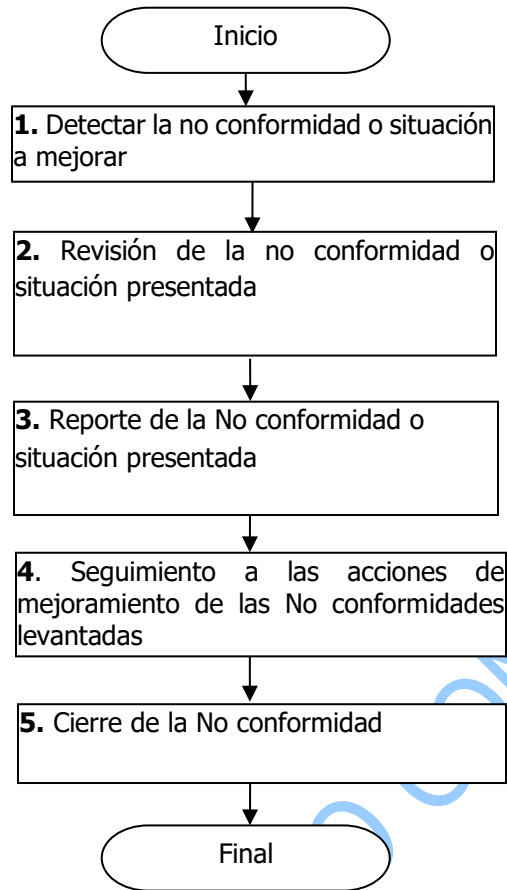 Inicio
1. Detectar la no conformidad o situación
a mejorar
2. Revisión de la no conformidad o
situación presentada
3. Reporte de la No conformidad o
situación presentada
4. Seguimiento a las acciones de
mejoramiento de las No conformidades
levantadas
5. Cierre de la No conformidad
Final